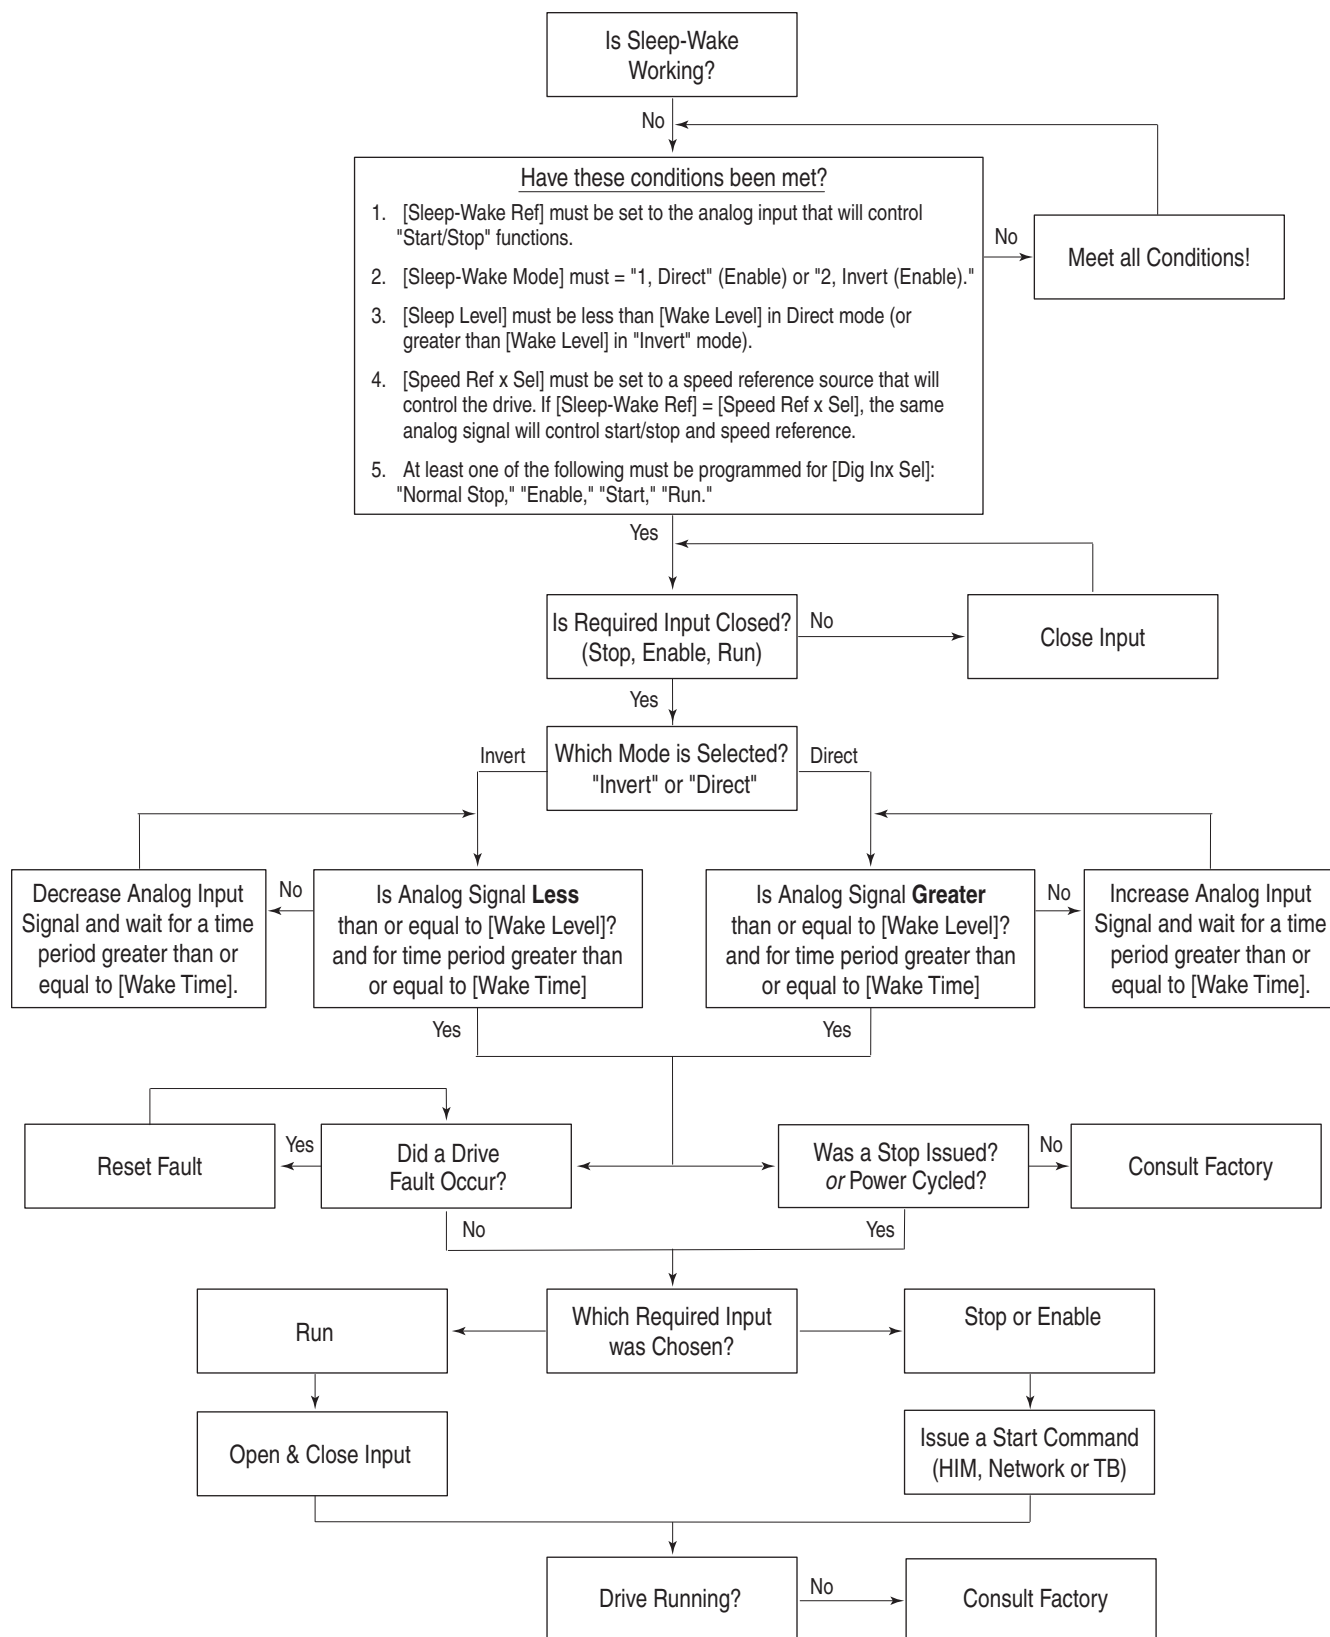 Is Sleep-Wake
Working?
No
Have these conditions been met?
1. [Sleep-Wake Ref] must be set to the analog input that will control
"Start/Stop" functions.
2. [Sleep-Wake Mode] must = "1, Direct" (Enable) or "2, Invert (Enable)."
3. [Sleep Level] must be less than [Wake Level] in Direct mode (or
greater than [Wake Level] in "Invert" mode).
4. [Speed Ref x Sel] must be set to a speed reference source that will
control the drive. If [Sleep-Wake Ref] = [Speed Ref x Sel], the same
analog signal will control start/stop and speed reference.
5. At least one of the following must be programmed for [Dig Inx Sel]:
"Normal Stop," "Enable," "Start," "Run."
No
Meet all Conditions!
Yes
Is Required Input Closed?
(Stop, Enable, Run)
No
Close Input
Yes
Which Mode is Selected?
"Invert" or "Direct"
Invert
Direct
Decrease Analog Input
Signal and wait for a time
period greater than or
equal to [Wake Time].
No
Is Analog Signal Less
than or equal to [Wake Level]?
and for time period greater than
or equal to [Wake Time]
Is Analog Signal Greater
than or equal to [Wake Level]?
and for time period greater than
or equal to [Wake Time]
No
Increase Analog Input
Signal and wait for a time
period greater than or
equal to [Wake Time].
Yes
Yes
Reset Fault
Yes
Did a Drive
Fault Occur?
Was a Stop Issued?
or Power Cycled?
No
Consult Factory
No
Yes
Run
Which Required Input
was Chosen?
Stop or Enable
Open & Close Input
Issue a Start Command
(HIM, Network or TB)
Drive Running?
No
Consult Factory